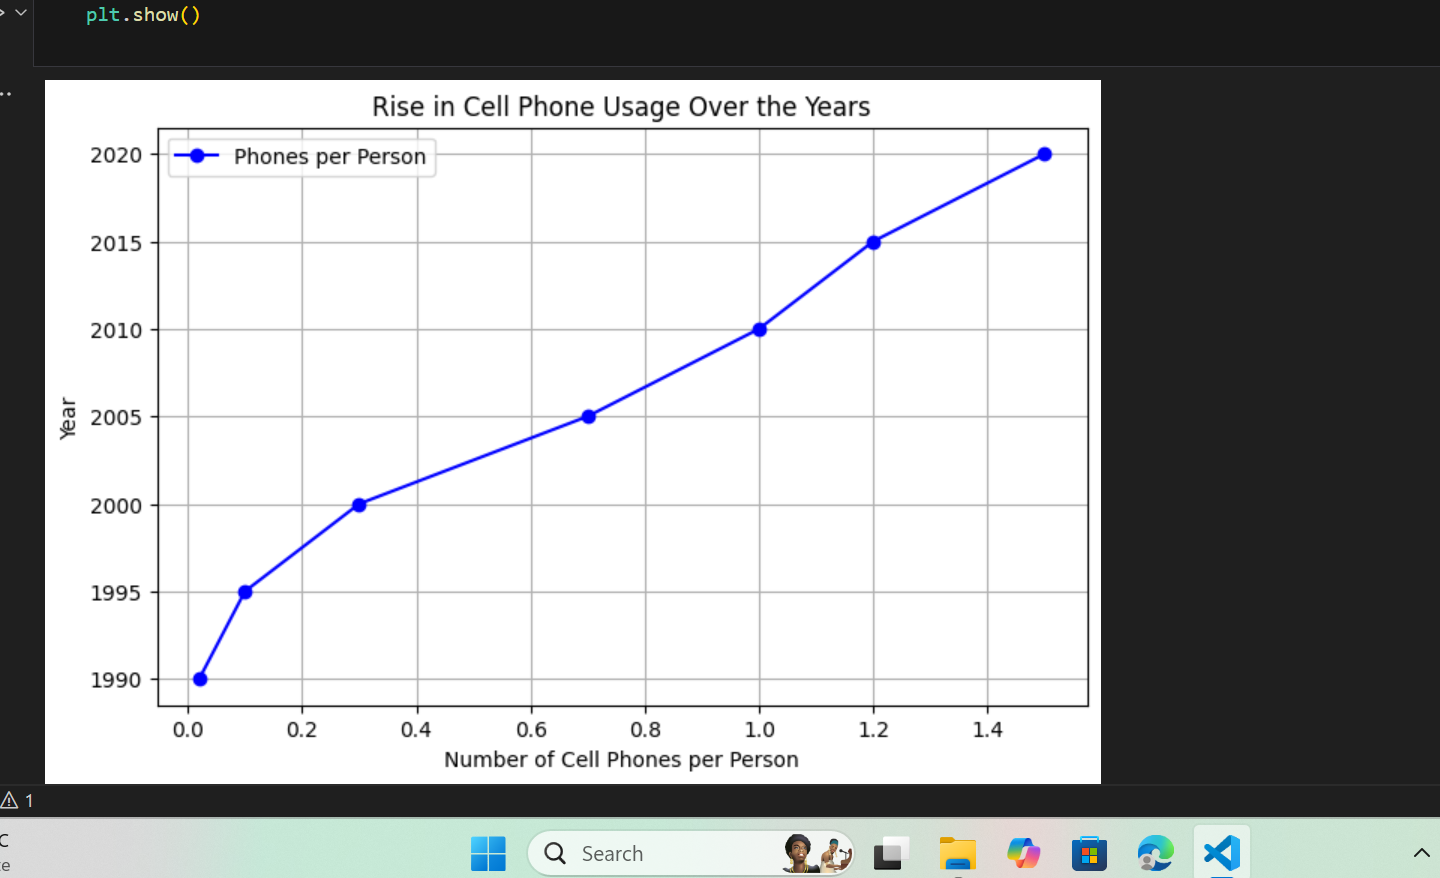 plt.show()
Rise in Cell Phone Usage Over the Years
Phones per Person
2020
2015
2010
2005
2000
1995
1990
Year
0.0 0.2 0.4 0.6 0.8 1.0 1.2 1.4
Number of Cell Phones per Person
1
C
Search